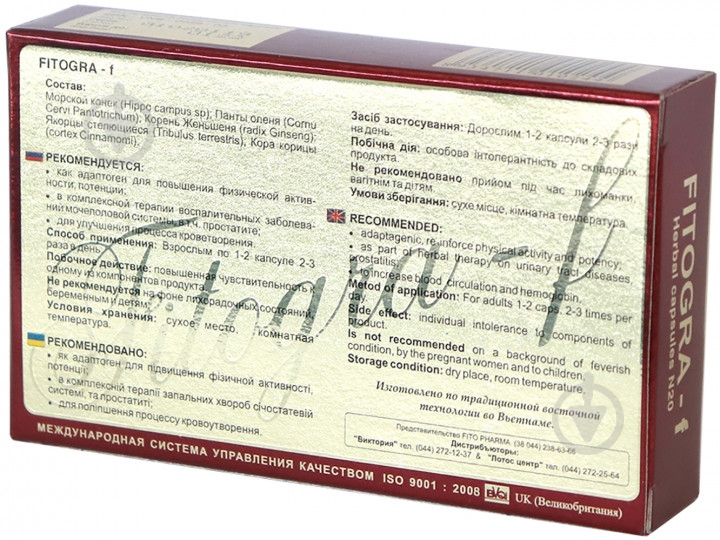 FITOGRA - f
Состав:
Морской конек (Hippo campus sp); Панты оленя (Cornu
Cervi Pantotrichum); Корень Женьшеня (radix Ginseng);
Якорцы стелющиеся (Tribulus terrestris); Кора корицы
(cortex Cinnamomi).
РЕКОМЕНДУЕТСЯ:
• как адаптоген для повышения физической актив-
ности, потенции;
• в комплексной терапии воспалительных заболева-
ний мочеполовой системы, в т.ч. простатите;
• для улучшения процесса кроветворения.
Способ применения: Взрослым по 1-2 капсуле 2-3
раза в день.
Побочное действие: повышенная чувствительность к
одному из компонентов продукта.
Не рекомендуется на фоне лихорадочных состояний,
беременным и детям.
Условия хранения: сухое место, комнатная
температура.
РЕКОМЕНДОВАНО:
• як адаптоген для підвищення фізичної активності,
потенції;
• в комплексній терапії запальних хвороб січостатевій
системі, та простатиті;
• для поліпшення процессу кровоутворення.
Засіб застосування: Дорослим 1-2 капсули 2-3 рази
на день.
Побічна дія: особова інтолерантність до складових
продукта.
Не рекомендовано прийом під час лихоманки,
вагітнім та дітям.
Умови зберігання: сухе місце, кімнатна температура.
RECOMMENDED:
• adaptagenic, re-inforce physical activity and potency;
• as part of herbal therapy on urinary tract diseases
prostatitis;
• to increase blood circulation and hemoglobin.
Metod of application: For adults 1-2 caps. 2-3 times per
day.
Side effect: individual intolerance to components of
product.
Is not recommended on a background of feverish
condition, by the pregnant women and to children.
Storage condition: dry place, room temperature.
Изготовлено по традиционной восточной
технологии во Вьетнаме.
Представительство FITO PHARMA (38 044) 238-63-66
Дистрибъюторы:
"Виктория" тел. (044) 272-12-37 & "Лотос центр" тел. (044) 272-25-64
Fitogra-f
МЕЖДУНАРОДНАЯ СИСТЕМА УПРАВЛЕНИЯ КАЧЕСТВОМ ISO 9001 : 2008 UK (Великобритания)
FITOGRA - f
Herbal capsules N20